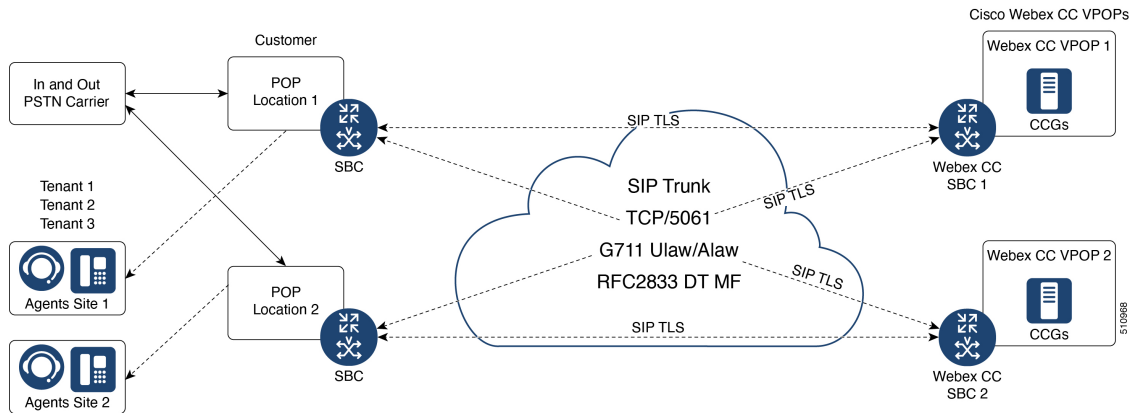 Cisco Webex CC VPOPs
Customer
Webex CC VPOP 1
In and Out
PSTN Carrier
POP
Location 1
CCGs
SIP TLS
SBC
Webex CC
SBC 1
SIP Trunk
SIP TLS
TCP/5061
G711 Ulaw/Alaw
RFC2833 DT MF
SIP TLS
SIP TLS
Tenant 1
Tenant 2
Tenant 3
Agents Site 1
POP
Location 2
SBC
Webex CC VPOP 2
CCGs
Webex CC
SBC 2
Agents Site 2
510968